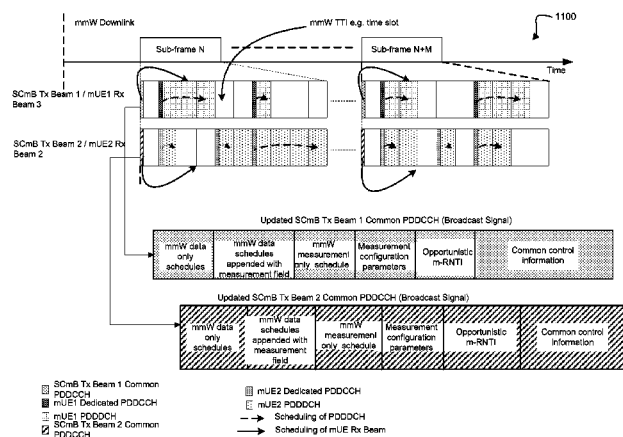 mmW Downlink
mmW TTI e.g. time slot
1100
Sub-frame N
Sub-frame N+M
Time
SCmB Tx Beam 1 / mUE1 Rx
Beam 3
SCmB Tx Beam 2 / mUE2 Rx
Beam 2
Updated SCmB Tx Beam 1 Common PDDCCH (Broadcast Signal)
mmW data
only
schedules
mmW data
schedules
appended with
measurement field
mmW
measurement
only schedule
Measurement
configuration
parameters
Opportunistic
m-RNTI
Common control
information
Updated SCmB Tx Beam 2 Common PDDCCH (Broadcast Signal)
mmW data
only
schedules
mmW data
schedules
appended with
measurement field
mmW
measurement
only schedule
Measurement
configuration
parameters
Opportunistic
m-RNTI
Common control
information
SCmB Tx Beam 1 Common
PDDCCH
mUE1 Dedicated PDDCCH
mUE1 PDDDCH
SCmB Tx Beam 2 Common
PDDCCH
mUE2 Dedicated PDDCCH
mUE2 PDDDCH
Scheduling of PDDDCH
Scheduling of mUE Rx Beam